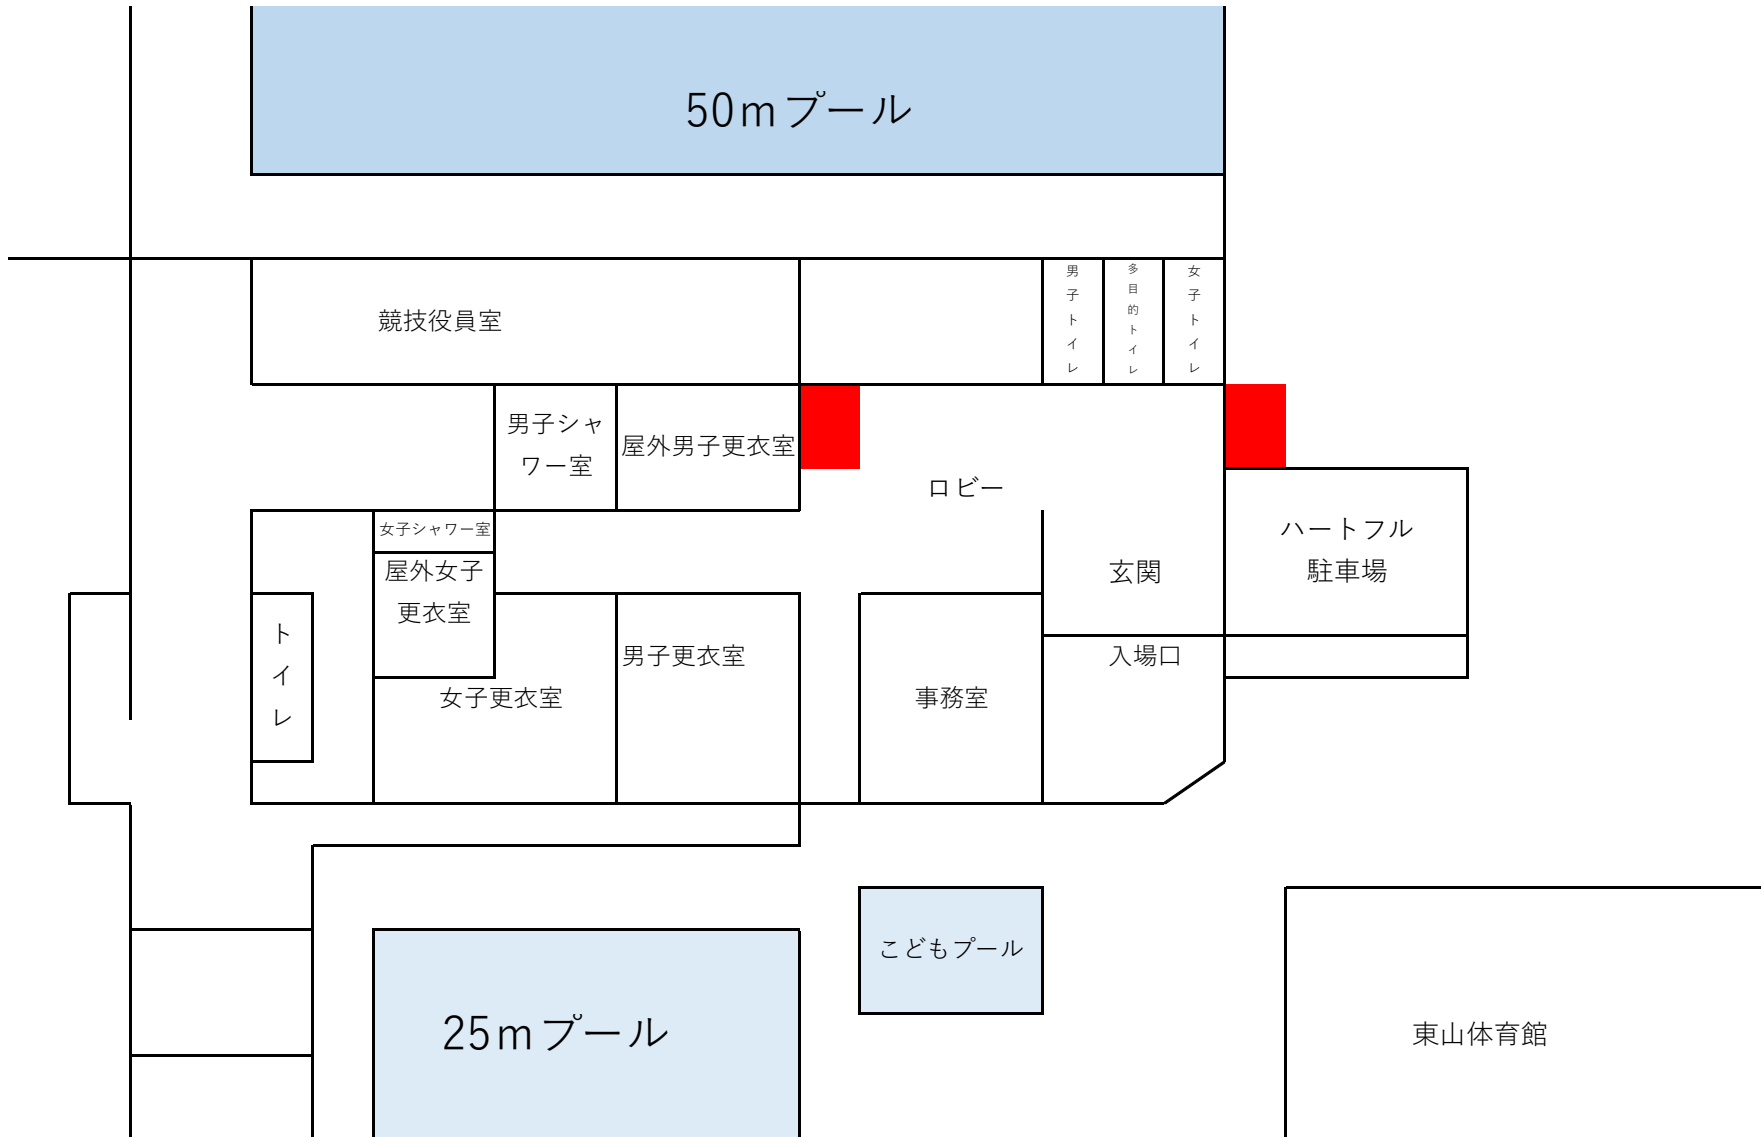 50ｍプール
競技役員室
男子トイレ
多目的トイレ
女子トイレ
男子シャ
ワー室
屋外男子更衣室
ロビー
女子シャワー室
屋外女子
更衣室
ハートフル
駐車場
玄関
トイレ
男子更衣室
入場口
女子更衣室
事務室
こどもプール
25ｍプール
東山体育館